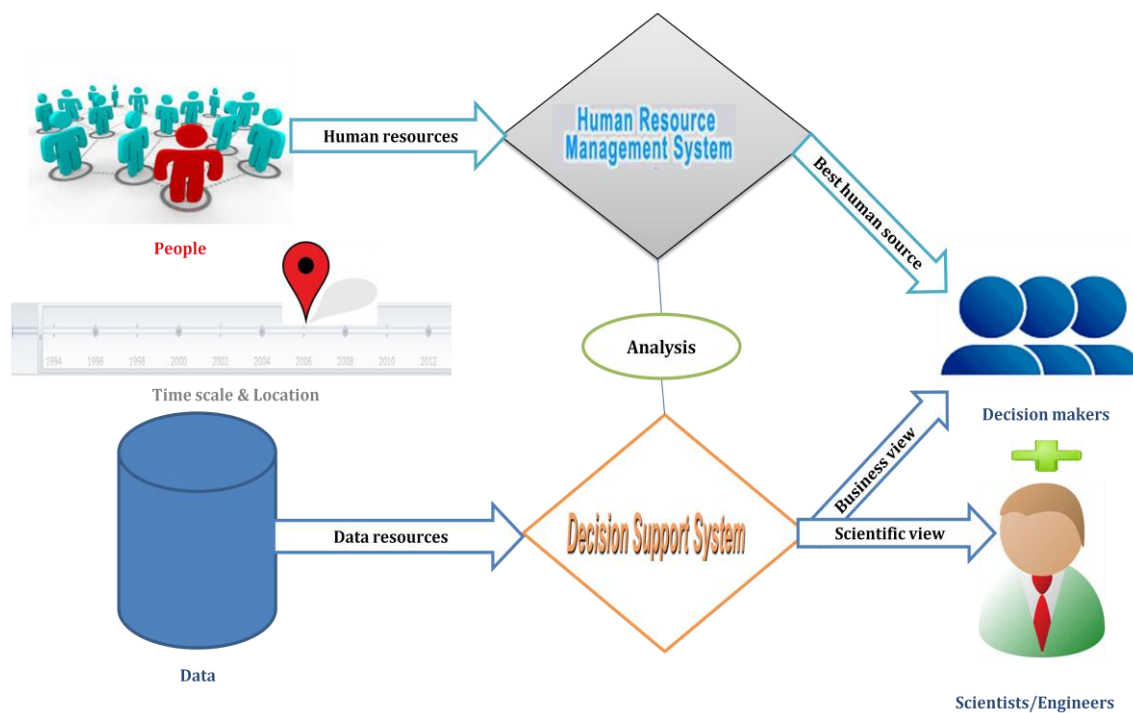 Human resources
Human Resource
Management System
Best human source
People
Analysis
1994 1996 1998 2000 2002 2004 2006 2008 2010 2012
Time scale & Location
Decision makers
Business view
Data resources
Decision Support System
Scientific view
Data
Scientists/Engineers